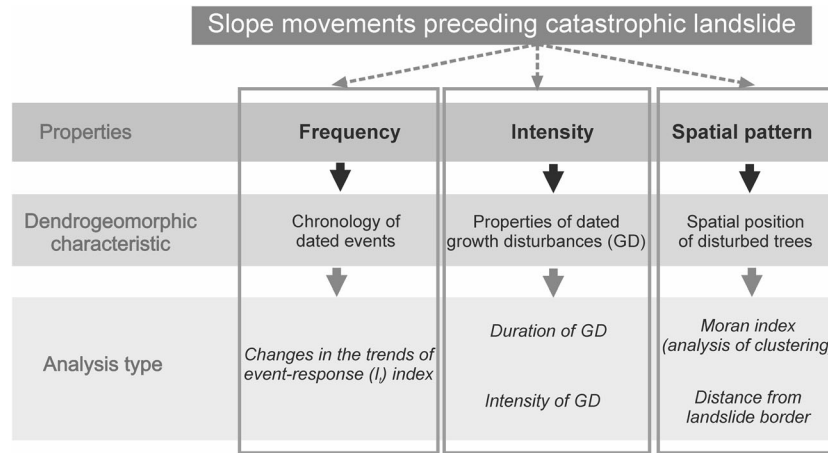 Slope movements preceding catastrophic landslide
Properties
Frequency
Intensity
Spatial pattern
Dendrogeomorphic
characteristic
Chronology of
dated events
Properties of dated
growth disturbances (GD)
Spatial position
of disturbed trees
Analysis type
Changes in the trends of
event-response (Iₜ) index
Duration of GD
Intensity of GD
Moran index
(analysis of clustering)
Distance from
landslide border